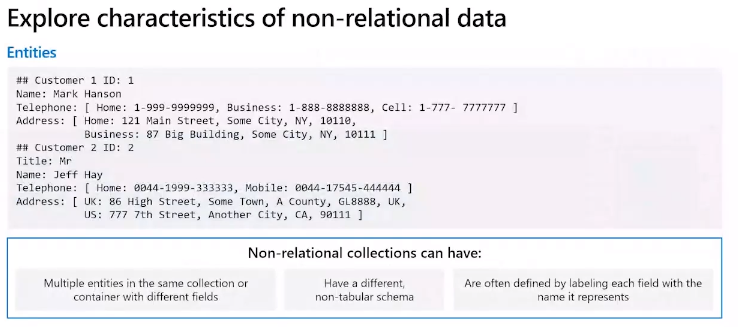 Explore characteristics of non-relational data
Entities
## Customer 1 ID: 1
Name: Mark Hanson
Telephone: [ Home: 1-999-9999999, Business: 1-888-8888888, Cell: 1-777- 7777777 ]
Address: [ Home: 121 Main Street, Some City, NY, 10110,
Business: 87 Big Building, Some City, NY, 10111 ]
## Customer 2 ID: 2
Title: Mr
Name: Jeff Hay
Telephone: [ Home: 0044-1999-333333, Mobile: 0044-17545-444444 ]
Address: [ UK: 86 High Street, Some Town, A County, GL8888, UK,
US: 777 7th Street, Another City, CA, 90111 ]
Non-relational collections can have:
Multiple entities in the same collection or
container with different fields
Have a different,
non-tabular schema
Are often defined by labeling each field with the
name it represents